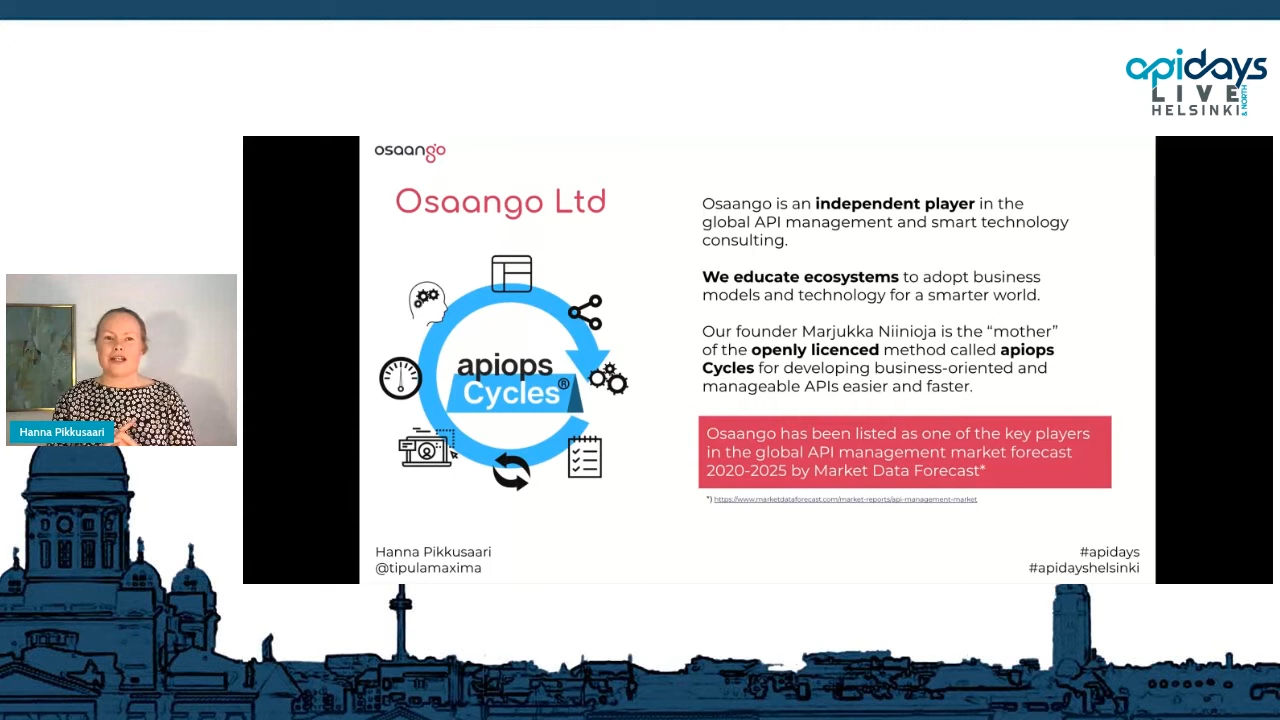 apidays
LIVE
HELSINKI
& NORTH
osaango
Osaango Ltd
apiops
Cycles®
Osaango is an independent player in the
global API management and smart technology
consulting.
We educate ecosystems to adopt business
models and technology for a smarter world.
Our founder Marjukka Niinioja is the “mother”
of the openly licenced method called apiops
Cycles for developing business-oriented and
manageable APIs easier and faster.
Osaango has been listed as one of the key players
in the global API management market forecast
2020-2025 by Market Data Forecast*
*) https://www.marketdataforecast.com/market-reports/api-management-market
Hanna Pikkusaari
@tipulamaxima
#apidays
#apidayshelsinki
Hanna Pikkusaari